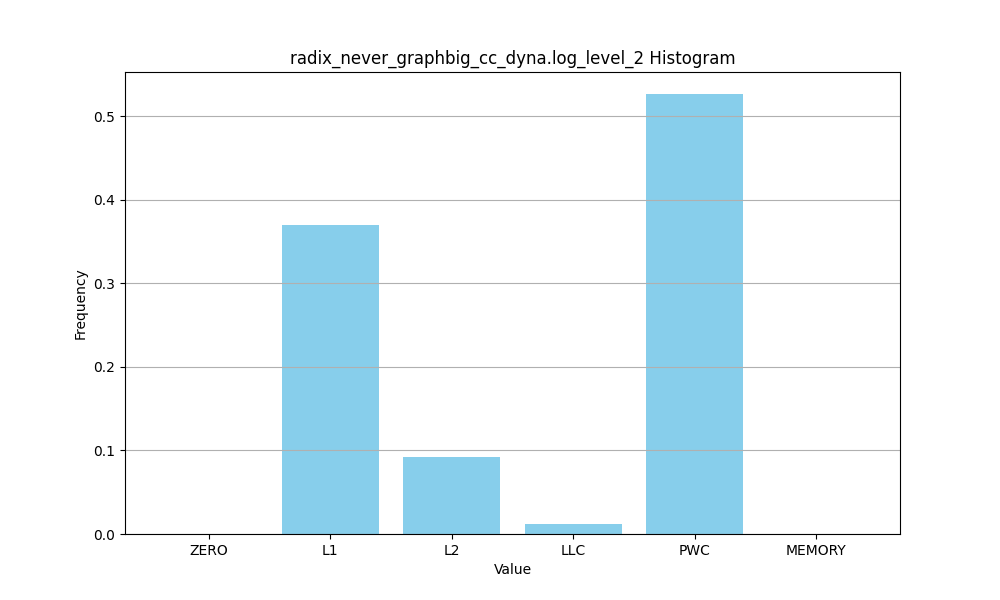 radix_never_graphbig_cc_dyna.log_level_2 Histogram
Frequency
0.5
0.4
0.3
0.2
0.1
0.0
ZERO L1 L2 LLC PWC MEMORY
Value